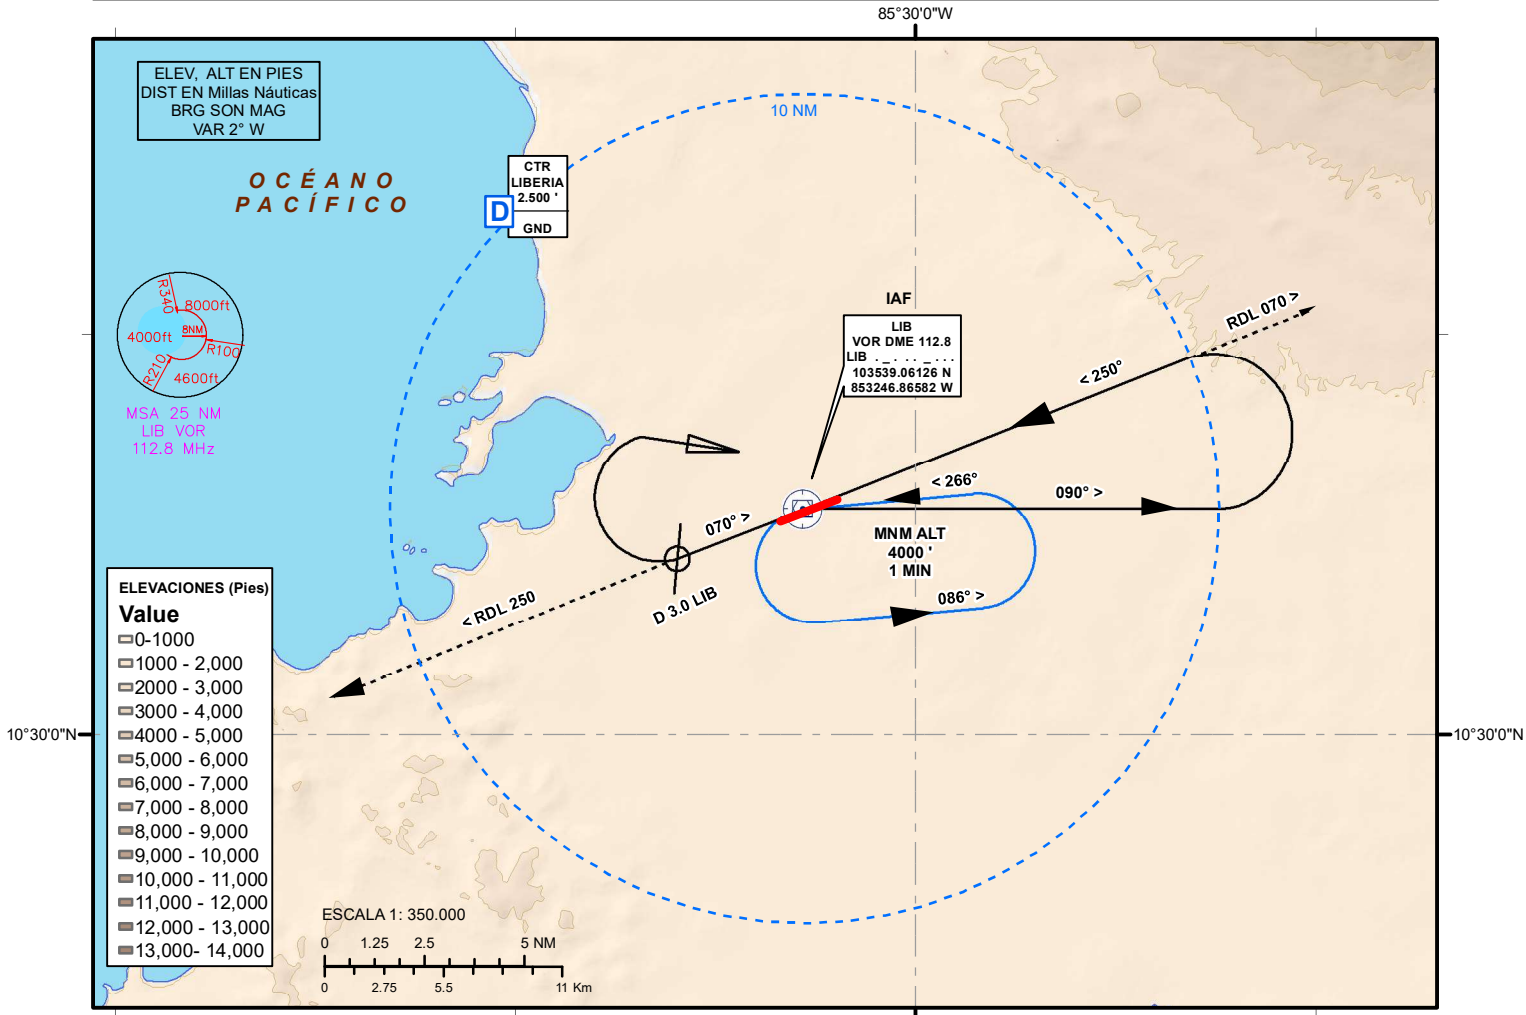 85°30'0"W
ELEV, ALT EN PIES
DIST EN Millas Náuticas
BRG SON MAG
VAR 2° W
10 NM
OCÉANO
PACÍFICO
CTR
LIBERIA
2.500 '
D
GND
R340
8000ft
4000ft
8NM
R100
R210
4600ft
MSA 25 NM
LIB VOR
112.8 MHz
IAF
LIB
VOR DME 112.8
LIB . _ . . . _ . . .
103539.06126 N
853246.86582 W
RDL 070 >
< 250°
< 266°
090° >
070° >
MNM ALT
4000 '
1 MIN
086° >
D 3.0 LIB
< RDL 250
ELEVACIONES (Pies)
Value
0-1000
1000 - 2,000
2000 - 3,000
3000 - 4,000
4000 - 5,000
5,000 - 6,000
6,000 - 7,000
7,000 - 8,000
8,000 - 9,000
9,000 - 10,000
10,000 - 11,000
11,000 - 12,000
12,000 - 13,000
13,000- 14,000
10°30'0"N
10°30'0"N
ESCALA 1: 350.000
0 1.25 2.5 5 NM
0 2.75 5.5 11 Km